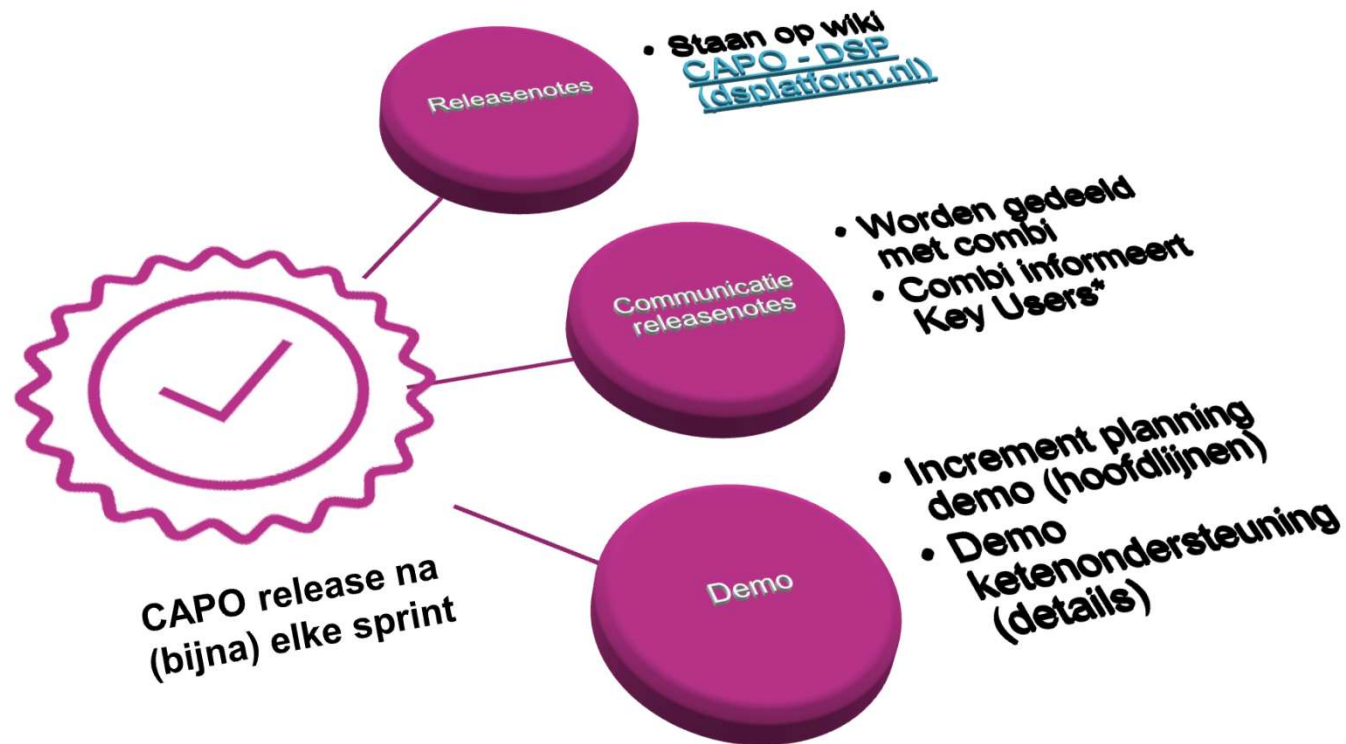 Releasenotes
• Staan op wiki
CAPO - DSP
(dsplatform.nl)
Communicatie
releasenotes
• Worden gedeeld
met combi
• Combi informeert
Key Users*
Demo
• Increment planning
demo (hoofdlijnen)
• Demo
ketenondersteuning
(details)
CAPO release na
(bijna) elke sprint